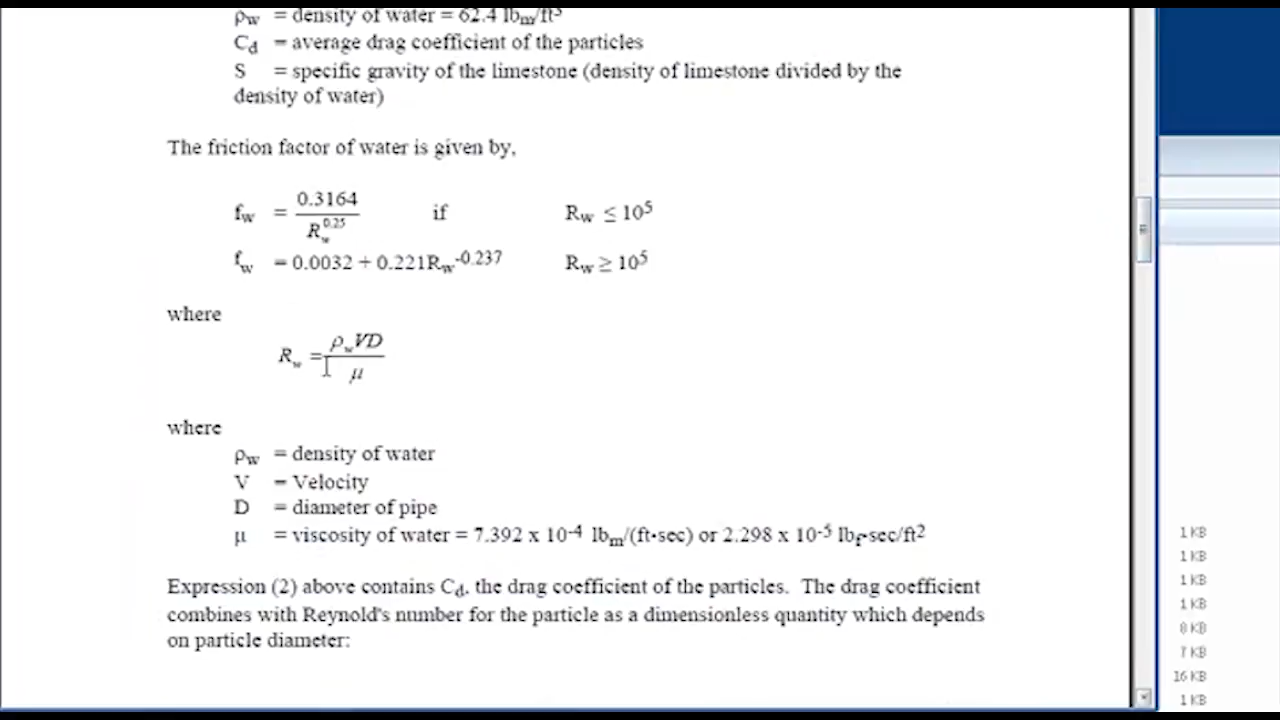 ρw = density of water = 62.4 lbm/ft3
Cd = average drag coefficient of the particles
S = specific gravity of the limestone (density of limestone divided by the
density of water)
The friction factor of water is given by,
fw = 0.3164 / Rw^0.25 if Rw ≤ 10^5
fw = 0.0032 + 0.221Rw^-0.237 Rw ≥ 10^5
where
Rw = ρwVD / μ
where
ρw = density of water
V = Velocity
D = diameter of pipe
μ = viscosity of water = 7.392 x 10^-4 lbm/(ft•sec) or 2.298 x 10^-5 lbf•sec/ft2
Expression (2) above contains Cd, the drag coefficient of the particles. The drag coefficient
combines with Reynold's number for the particle as a dimensionless quantity which depends
on particle diameter:
1 KB
1 KB
1 KB
1 KB
8 KB
7 KB
16 KB
1 KB